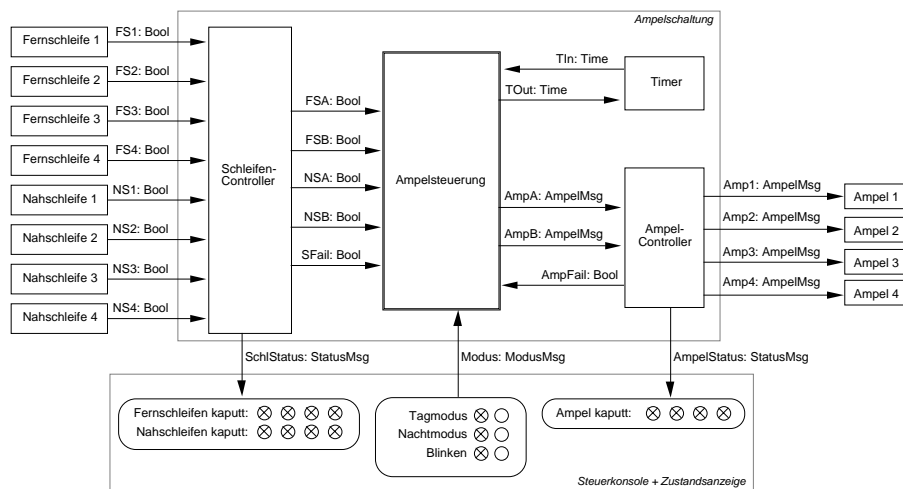 Ampelschaltung
Fernschleife 1
FS1: Bool
Fernschleife 2
FS2: Bool
Fernschleife 3
FS3: Bool
Fernschleife 4
FS4: Bool
Nahschleife 1
NS1: Bool
Nahschleife 2
NS2: Bool
Nahschleife 3
NS3: Bool
Nahschleife 4
NS4: Bool
Schleifen-
Controller
FSA: Bool
FSB: Bool
NSA: Bool
NSB: Bool
SFail: Bool
Ampelsteuerung
TIn: Time
TOut: Time
Timer
AmpA: AmpelMsg
AmpB: AmpelMsg
AmpFail: Bool
Ampel-
Controller
Amp1: AmpelMsg
Amp2: AmpelMsg
Amp3: AmpelMsg
Amp4: AmpelMsg
Ampel 1
Ampel 2
Ampel 3
Ampel 4
SchlStatus: StatusMsg
Modus: ModusMsg
AmpelStatus: StatusMsg
Fernschleifen kaputt:
Nahschleifen kaputt:
Tagmodus
Nachtmodus
Blinken
Ampel kaputt:
Steuerkonsole + Zustandsanzeige